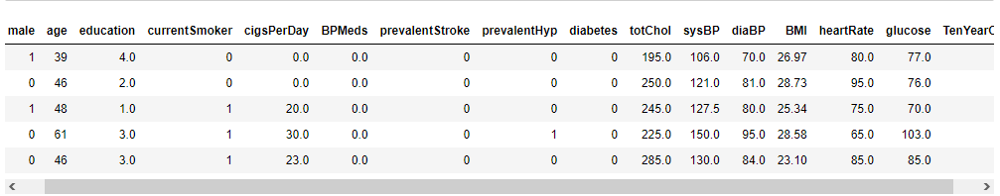 male age education currentSmoker cigsPerDay BPMeds prevalentStroke prevalentHyp diabetes totChol sysBP diaBP BMI heartRate glucose TenYearC
1 39 4.0 0 0.0 0.0 0 0 0 195.0 106.0 70.0 26.97 80.0 77.0
0 46 2.0 0 0.0 0.0 0 0 0 250.0 121.0 81.0 28.73 95.0 76.0
1 48 1.0 1 20.0 0.0 0 0 0 245.0 127.5 80.0 25.34 75.0 70.0
0 61 3.0 1 30.0 0.0 0 1 0 225.0 150.0 95.0 28.58 65.0 103.0
0 46 3.0 1 23.0 0.0 0 0 0 285.0 130.0 84.0 23.10 85.0 85.0